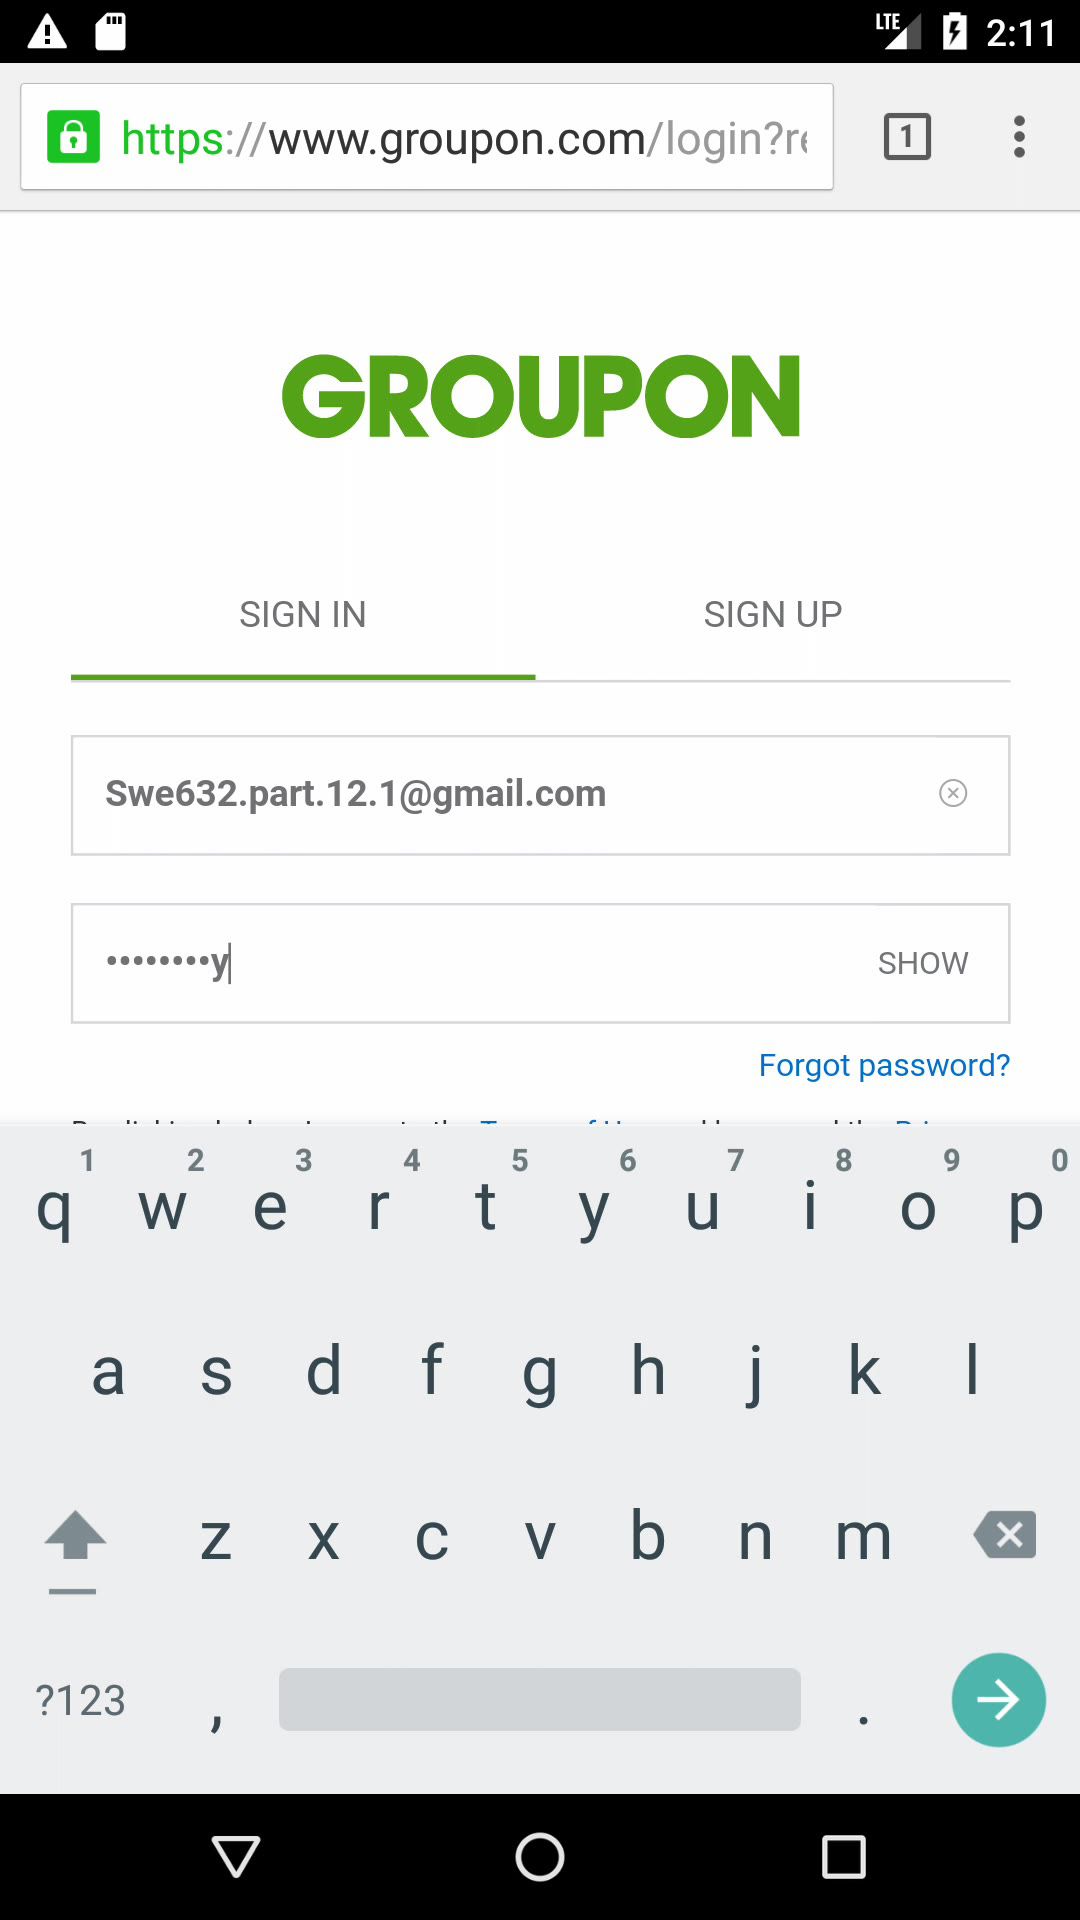 LTE 2:11
https://www.groupon.com/login?re
1
GROUPON
SIGN IN SIGN UP
Swe632.part.12.1@gmail.com
••••••••y SHOW
Forgot password?
1 2 3 4 5 6 7 8 9 0
q w e r t y u i o p
a s d f g h j k l
z x c v b n m
?123 , .